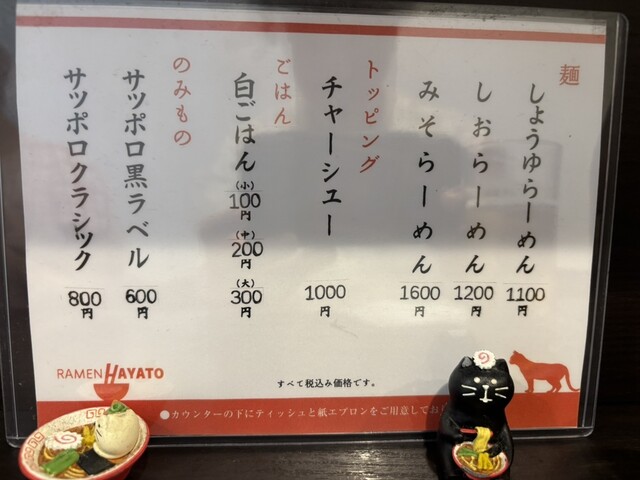 麺
しょうゆらーめん
1100円
しおらーめん
1200円
みそらーめん
1600円
トッピング
チャーシュー
1000円
ごはん
白ごはん
(小)
100円
(中)
200円
(大)
300円
のみもの
サッポロ黒ラベル
600円
サッポロクラシック
800円
RAMEN HAYATO
すべて税込み価格です。
●カウンターの下にティッシュと紙エプロンをご用意してお